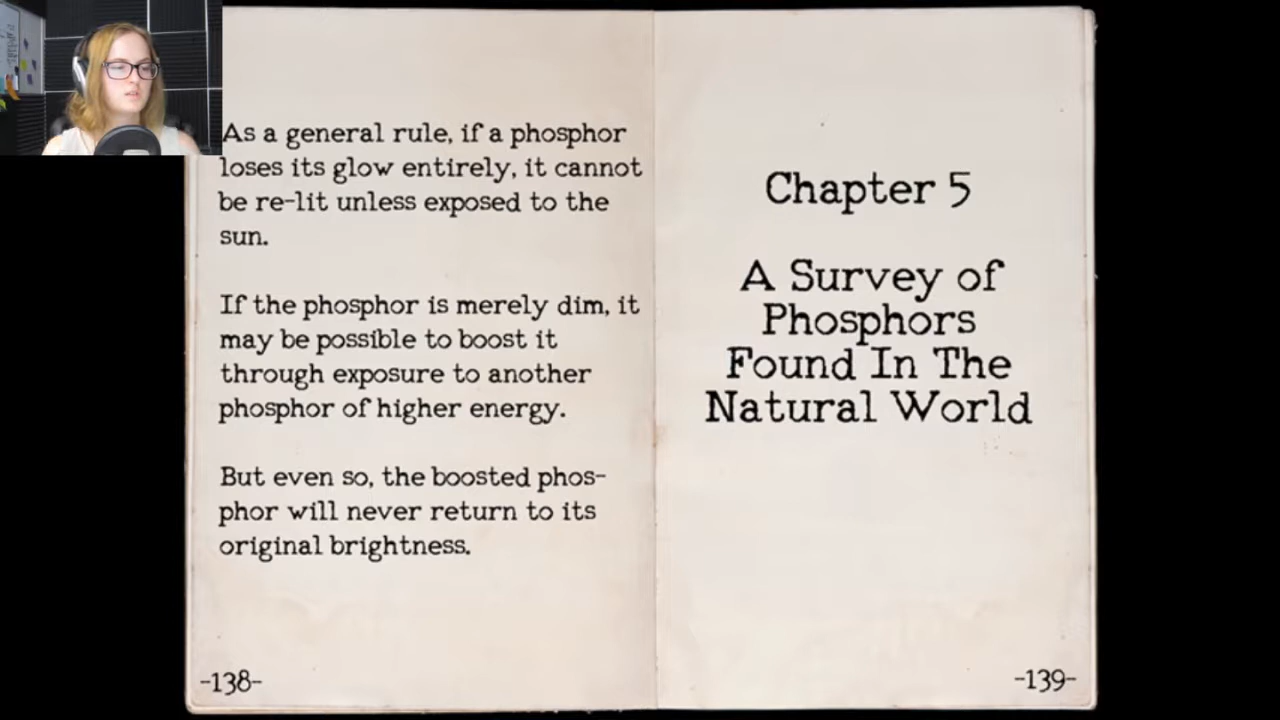 As a general rule, if a phosphor
loses its glow entirely, it cannot
be re-lit unless exposed to the
sun.
If the phosphor is merely dim, it
may be possible to boost it
through exposure to another
phosphor of higher energy.
But even so, the boosted phos-
phor will never return to its
original brightness.
-138-
Chapter 5
A Survey of
Phosphors
Found In The
Natural World
-139-